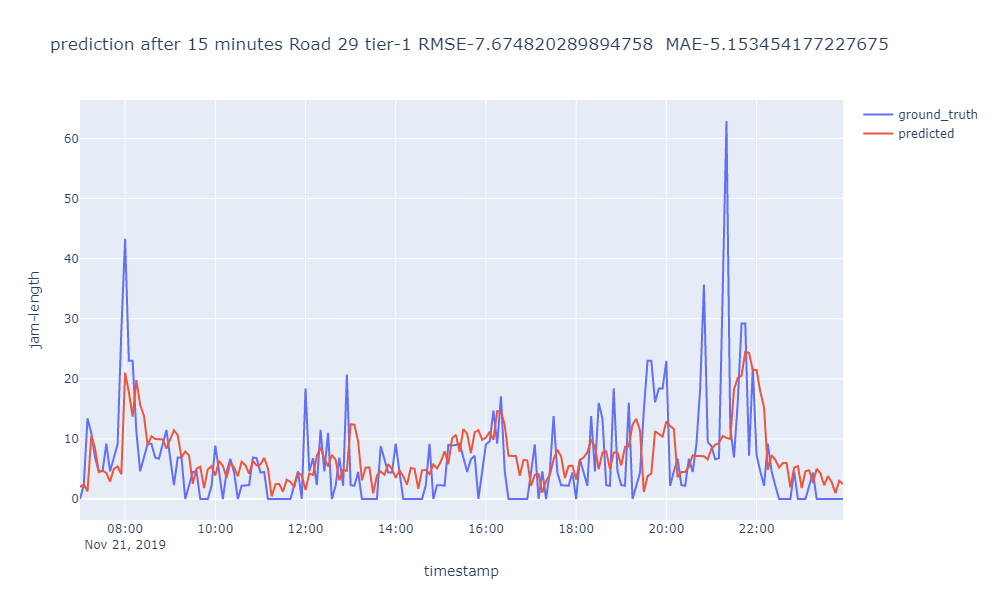 prediction after 15 minutes Road 29 tier-1 RMSE-7.674820289894758  MAE-5.153454177227675
ground_truth
predicted
60
50
40
30
20
10
0
jam-length
08:00 10:00 12:00 14:00 16:00 18:00 20:00 22:00
Nov 21, 2019
timestamp